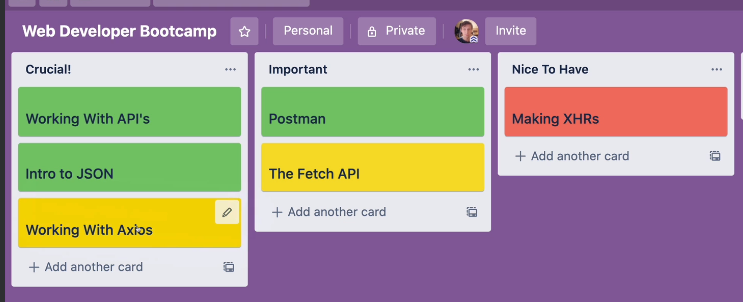 Web Developer Bootcamp
Personal
Private
Invite
Crucial!
Working With API's
Intro to JSON
Working With Axios
+ Add another card
Important
Postman
The Fetch API
+ Add another card
Nice To Have
Making XHRs
+ Add another card